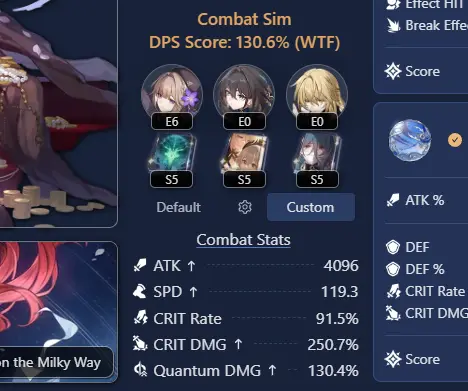 Combat Sim
DPS Score: 130.6% (WTF)
E6
E0
E0
S5
S5
S5
Default
Custom
Combat Stats
ATK ↑ 4096
SPD ↑ 119.3
CRIT Rate 91.5%
CRIT DMG ↑ 250.7%
Quantum DMG ↑ 130.4%
on the Milky Way
Effect HIT
Break Effe
Score
ATK %
DEF
DEF %
CRIT Rate
CRIT DMG
Score